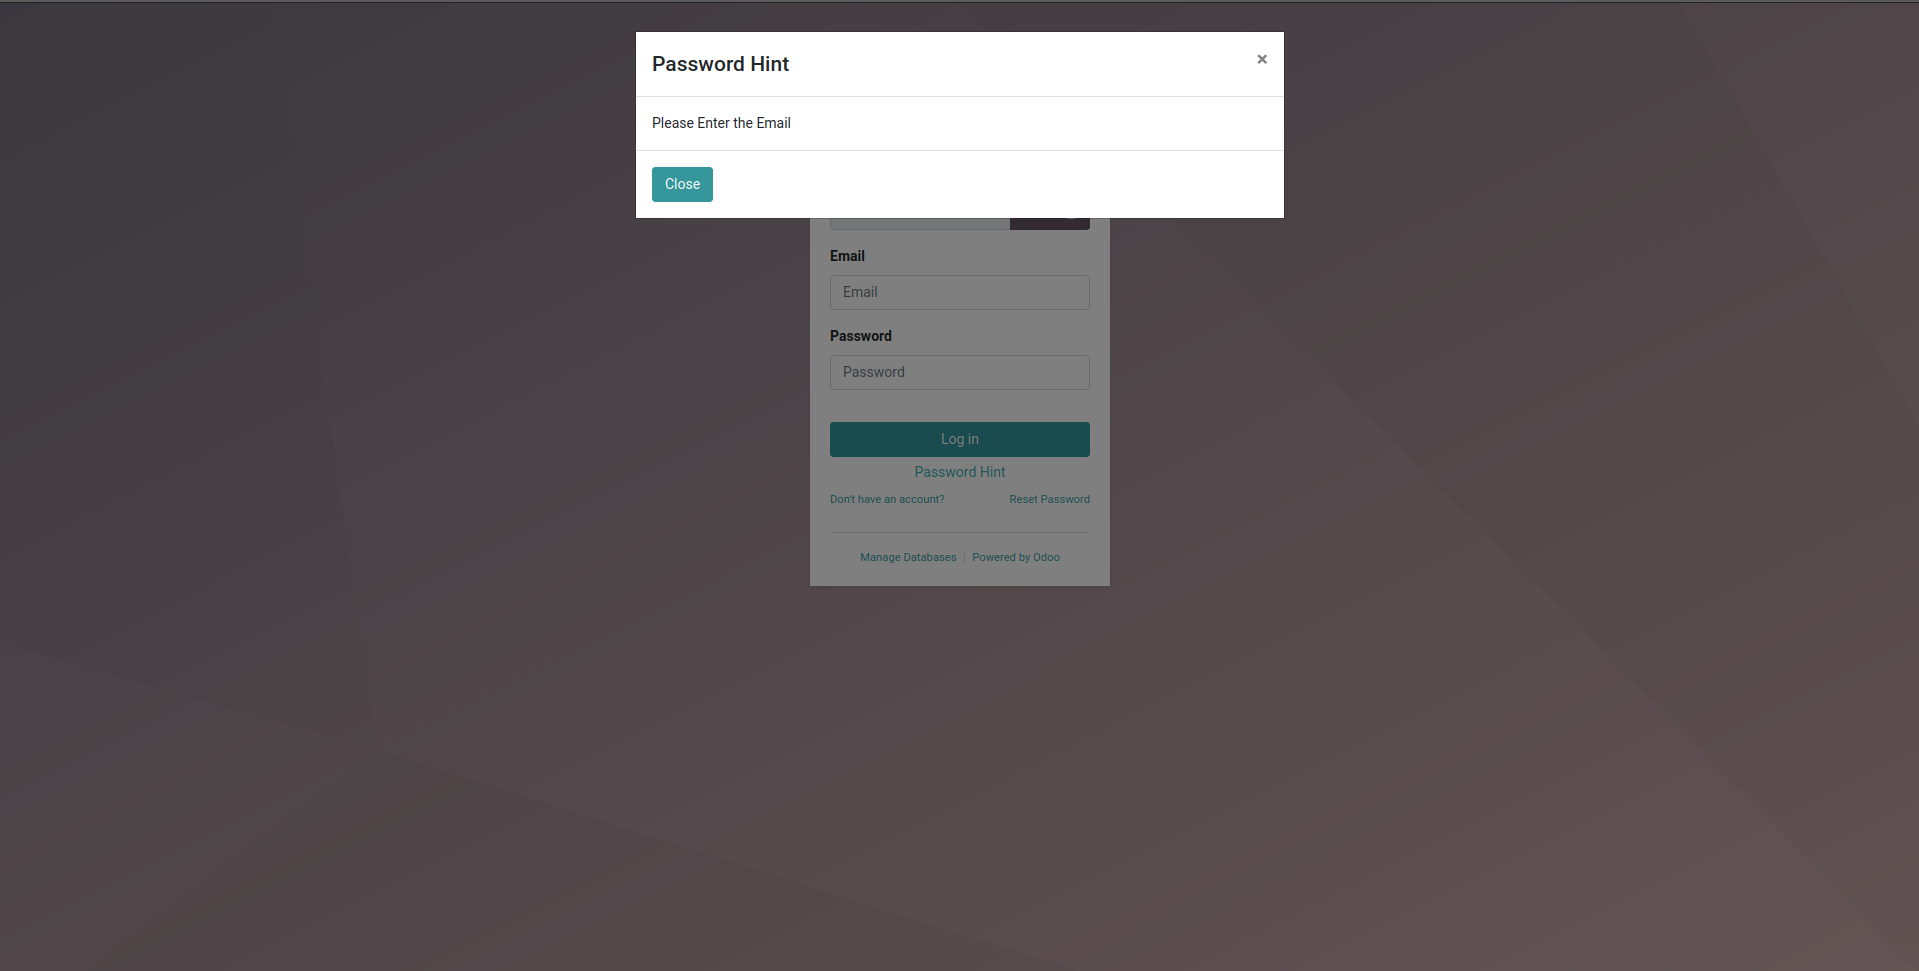 Password Hint
×
Please Enter the Email
Close
Email
Email
Password
Password
Log in
Password Hint
Don't have an account? Reset Password
Manage Databases Powered by Odoo